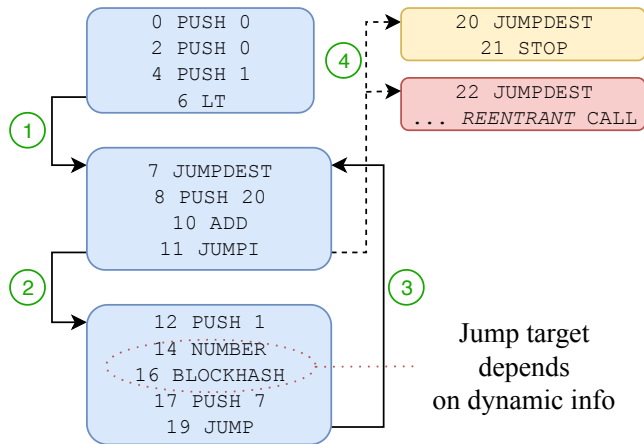 0 PUSH 0
2 PUSH 0
4 PUSH 1
6 LT
1
7 JUMPDEST
8 PUSH 20
10 ADD
11 JUMPI
2
12 PUSH 1
14 NUMBER
16 BLOCKHASH
17 PUSH 7
19 JUMP
3
4
20 JUMPDEST
21 STOP
22 JUMPDEST
... REENTRANT CALL
Jump target
depends
on dynamic info